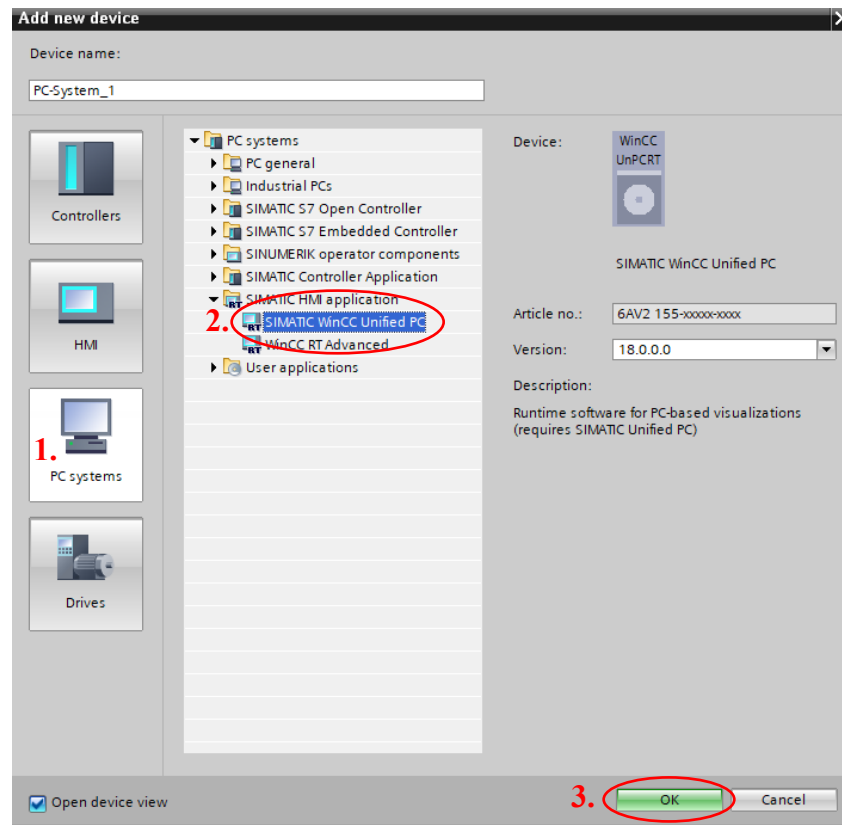 Add new device
Device name:
PC-System_1
Controllers
HMI
1.
PC systems
Drives
PC systems
PC general
Industrial PCs
SIMATIC S7 Open Controller
SIMATIC S7 Embedded Controller
SINUMERIK operator components
SIMATIC Controller Application
SIMATIC HMI application
2.
RT SIMATIC WinCC Unified PC
RT WinCC RT Advanced
User applications
Device:
WinCC
UnPCRT
SIMATIC WinCC Unified PC
Article no.: 6AV2 155-xxxxx-xxxx
Version: 18.0.0.0
Description:
Runtime software for PC-based visualizations
(requires SIMATIC Unified PC)
Open device view
3. OK Cancel